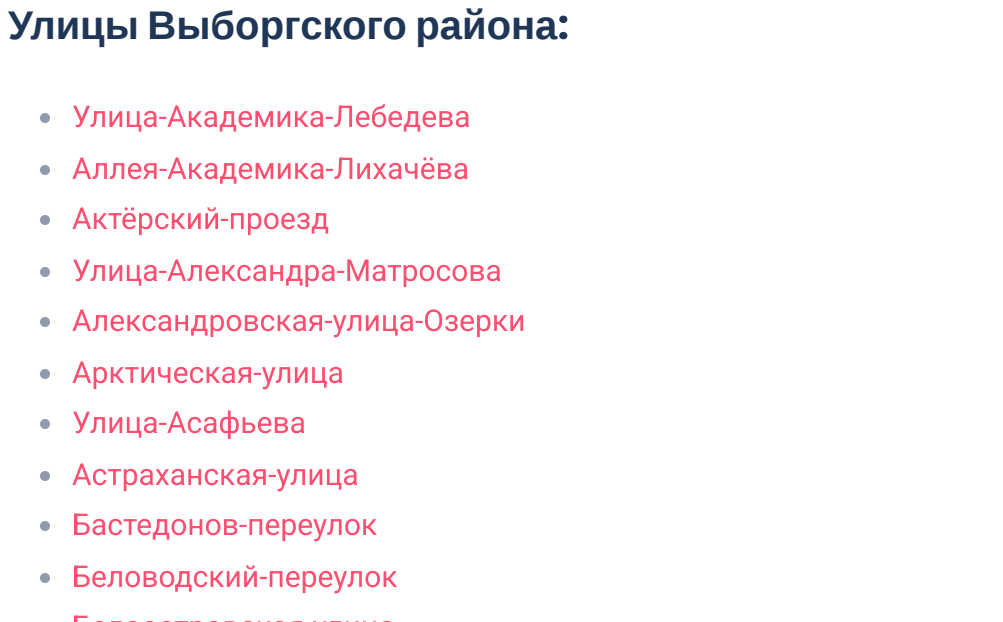 Улицы Выборгского района:
Улица-Академика-Лебедева
Аллея-Академика-Лихачёва
Актёрский-проезд
Улица-Александра-Матросова
Александровская-улица-Озерки
Арктическая-улица
Улица-Асафьева
Астраханская-улица
Бастедонов-переулок
Беловодский-переулок